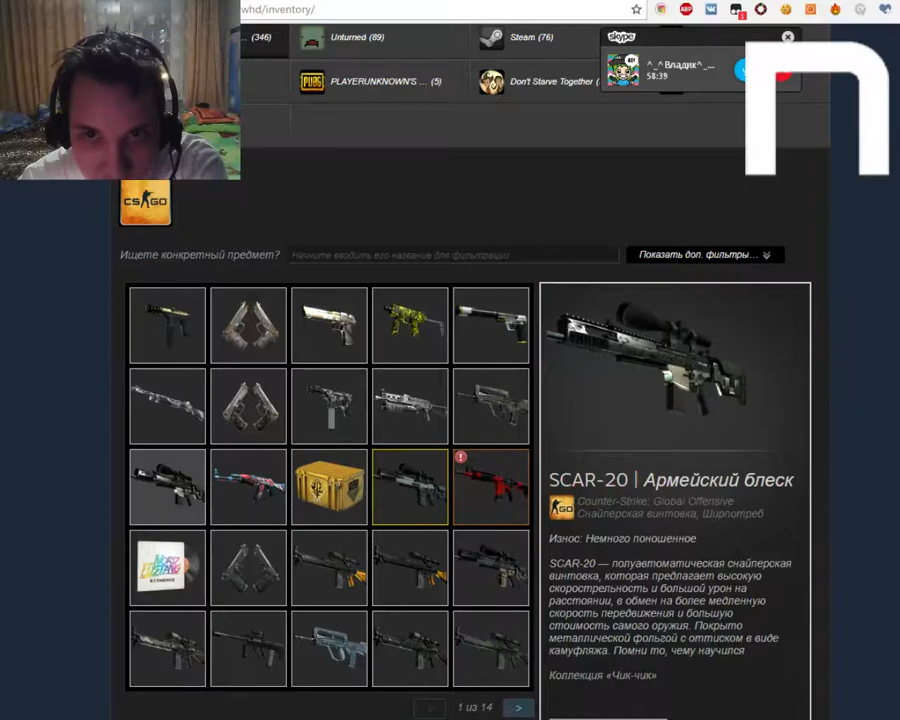 whd/inventory/
... (346)
Unturned (89)
Steam (76)
skype
^_^Владик^_...
58:39
PUBG
PLAYERUNKNOWN'S ... (5)
Don't Starve Together (
CS GO
Ищете конкретный предмет?
Начните вводить его название для фильтрации
Показать доп. фильтры...
SCAR-20 | Армейский блеск
Counter-Strike: Global Offensive
Снайперская винтовка, Ширпотреб
Износ: Немного поношенное
SCAR-20 — полуавтоматическая снайперская
винтовка, которая предлагает высокую
скорострельность и большой урон на
расстоянии, в обмен на более медленную
скорость передвижения и большую
стоимость самого оружия. Покрыто
металлической фольгой с оттиском в виде
камуфляжа. Помни то, чему научился
Коллекция «Чик-чик»
1 из 14 >